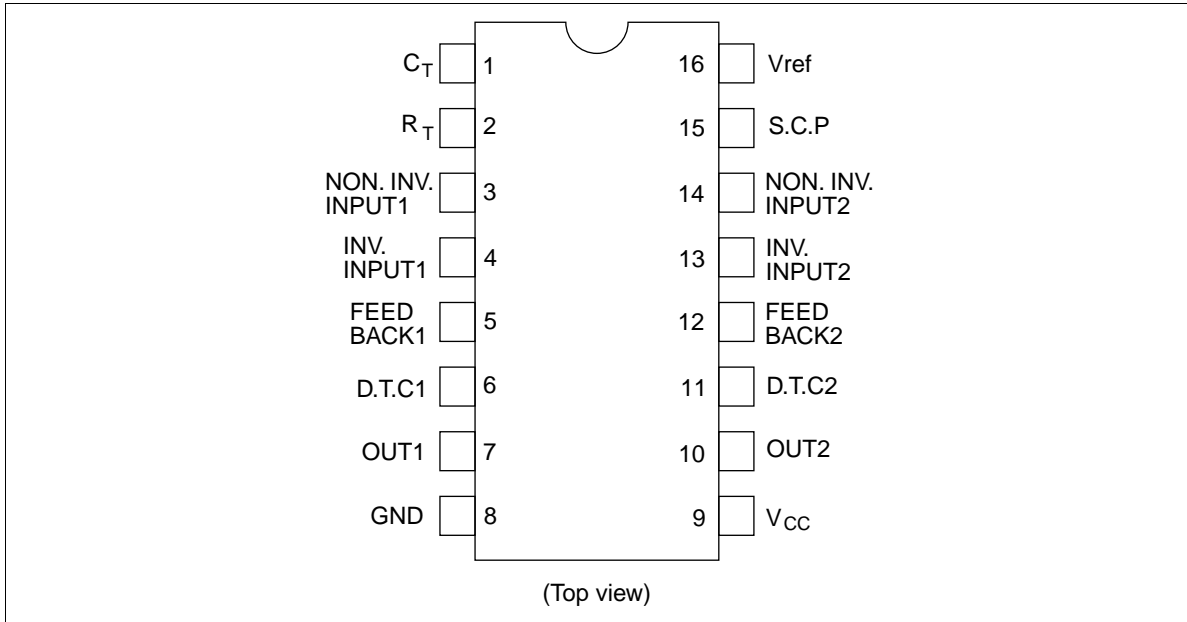 C_T 1 16 Vref
R_T 2 15 S.C.P
NON. INV. NON. INV.
INPUT1 3 14 INPUT2
INV. INV.
INPUT1 4 13 INPUT2
FEED FEED
BACK1 5 12 BACK2
D.T.C1 6 11 D.T.C2
OUT1 7 10 OUT2
GND 8 9 V_CC
(Top view)